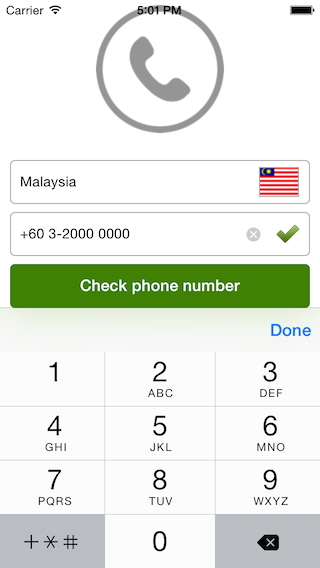 Carrier 5:01 PM
Malaysia
+60 3-2000 0000
Check phone number
Done
1 2 3
ABC DEF
4 5 6
GHI JKL MNO
7 8 9
PQRS TUV WXYZ
+*# 0